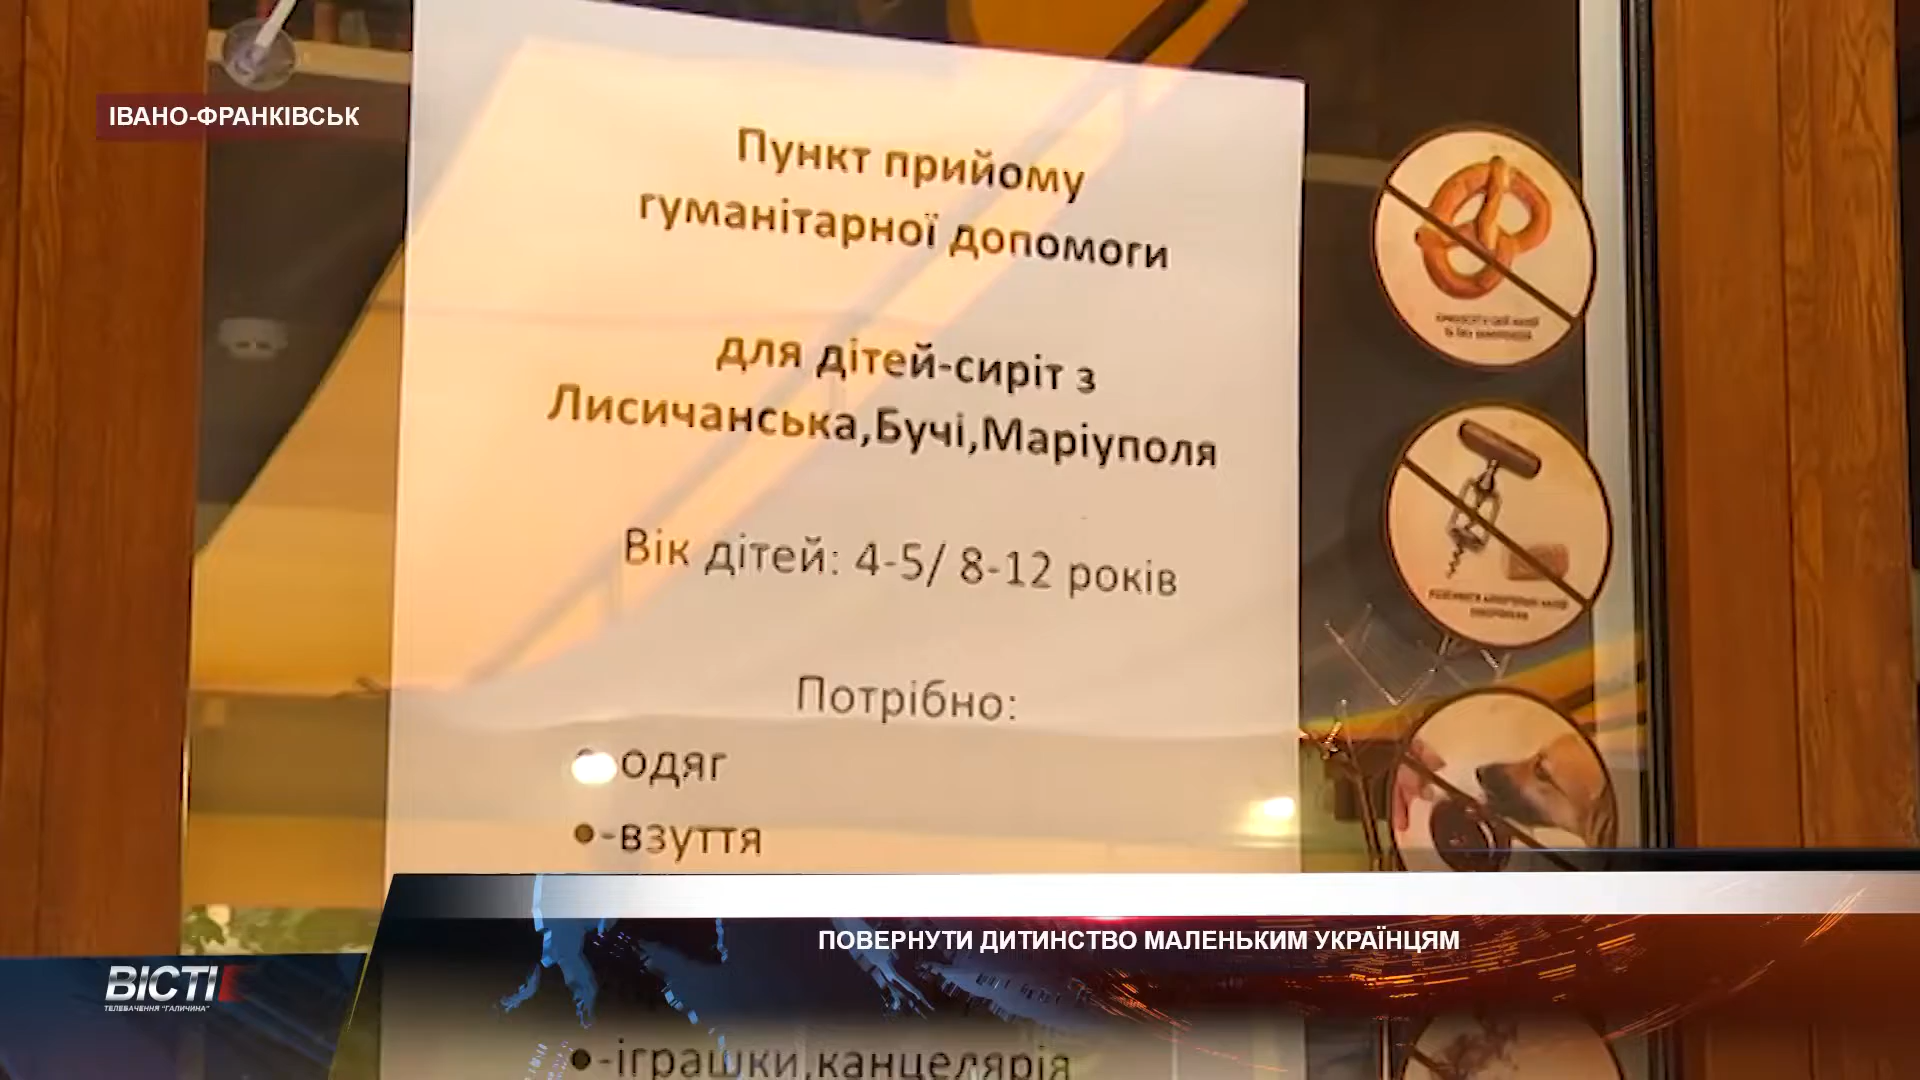 ІВАНО-ФРАНКІВСЬК
Пункт прийому
гуманітарної допомоги
для дітей-сиріт з
Лисичанська,Бучі,Маріуполя
Вік дітей: 4-5/ 8-12 років
Потрібно:
одяг
•-взуття
ПОВЕРНУТИ ДИТИНСТВО МАЛЕНЬКИМ УКРАЇНЦЯМ
ВІСТІ
ТЕЛЕБАЧЕННЯ "ГАЛИЧИНА"
•-іграшки,канцелярія